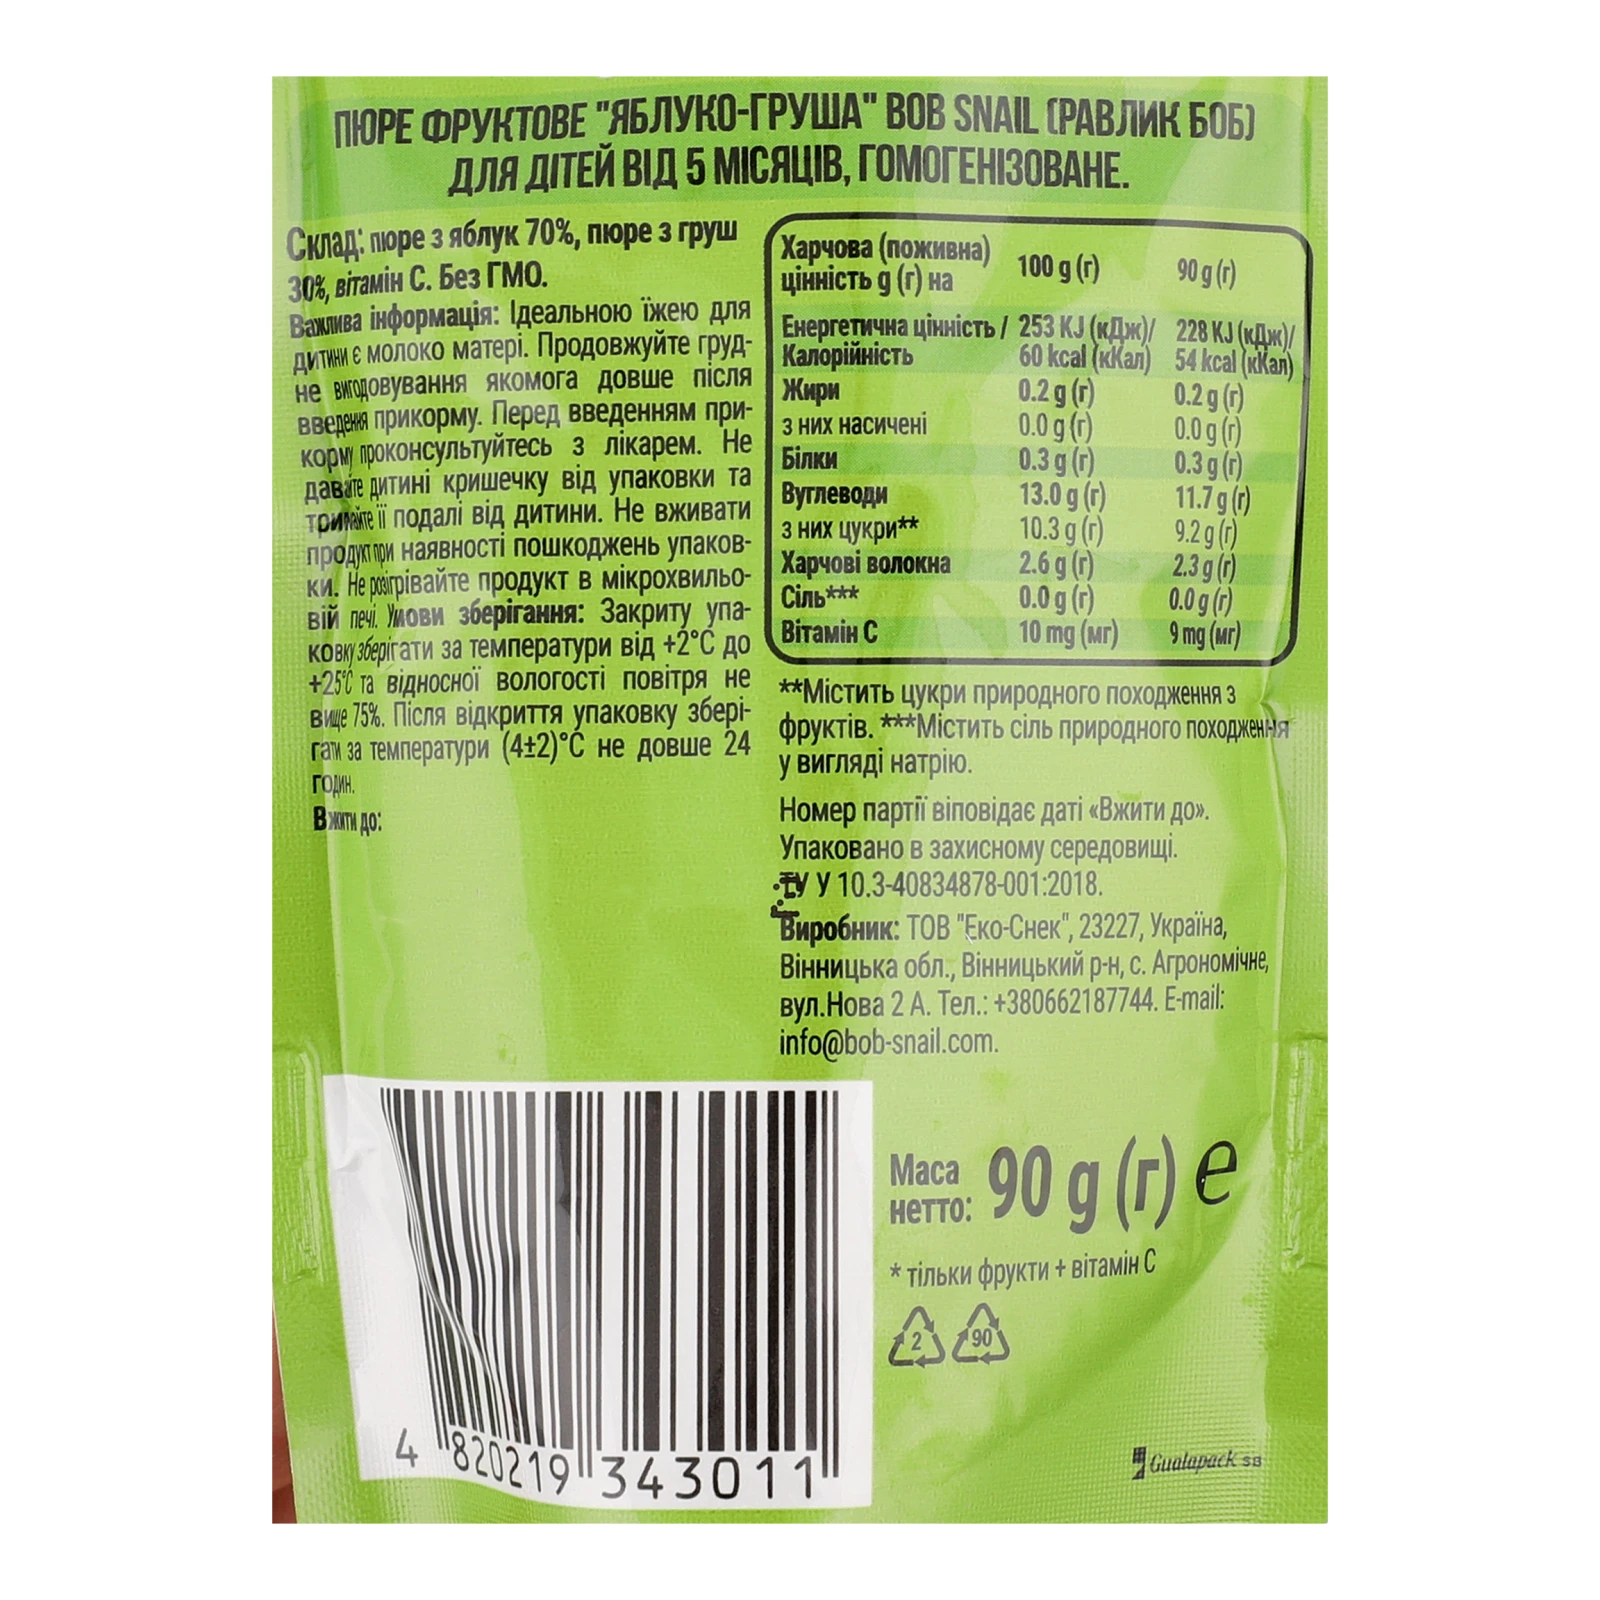 ПЮРЕ ФРУКТОВЕ "ЯБЛУКО-ГРУША" BOB SNAIL (РАВЛИК БОБ)
ДЛЯ ДІТЕЙ ВІД 5 МІСЯЦІВ, ГОМОГЕНІЗОВАНЕ.
Склад: пюре з яблук 70%, пюре з груш
30%, вітамін С. Без ГМО.
Важлива інформація: Ідеальною їжею для
дитини є молоко матері. Продовжуйте груд-
не вигодовування якомога довше після
введення прикорму. Перед введенням при-
корму проконсультуйтесь з лікарем. Не
давайте дитині кришечку від упаковки та
тримайте її подалі від дитини. Не вживати
продукт при наявності пошкоджень упаков-
ки. Не розігрівайте продукт в мікрохвильо-
вій печі. Умови зберігання: Закриту упа-
ковку зберігати за температури від +2°С до
+25°С та відносної вологості повітря не
вище 75%. Після відкриття упаковку збері-
гати за температури (4±2)°С не довше 24
годин.
Вжити до:
Харчова (поживна)
цінність g (г) на 100 g (г) 90 g (г)
Енергетична цінність / 253 KJ (кДж)/ 228 KJ (кДж)/
Калорійність 60 kcal (кКал) 54 kcal (кКал)
Жири 0.2 g (г) 0.2 g (г)
з них насичені 0.0 g (г) 0.0 g (г)
Білки 0.3 g (г) 0.3 g (г)
Вуглеводи 13.0 g (г) 11.7 g (г)
з них цукри** 10.3 g (г) 9.2 g (г)
Харчові волокна 2.6 g (г) 2.3 g (г)
Сіль*** 0.0 g (г) 0.0 g (г)
Вітамін С 10 mg (мг) 9 mg (мг)
**Містить цукри природного походження з
фруктів. ***Містить сіль природного походження
у вигляді натрію.
Номер партії віповідає даті «Вжити до».
Упаковано в захисному середовищі.
ТУ У 10.3-40834878-001:2018.
Виробник: ТОВ "Еко-Снек", 23227, Україна,
Вінницька обл., Вінницький р-н, с. Агрономічне,
вул.Нова 2 А. Тел.: +380662187744. E-mail:
info@bob-snail.com.
Маса
нетто: 90 g (г) e
* тільки фрукти + вітамін С
2 90
4 820219 343011
Gualapack SB